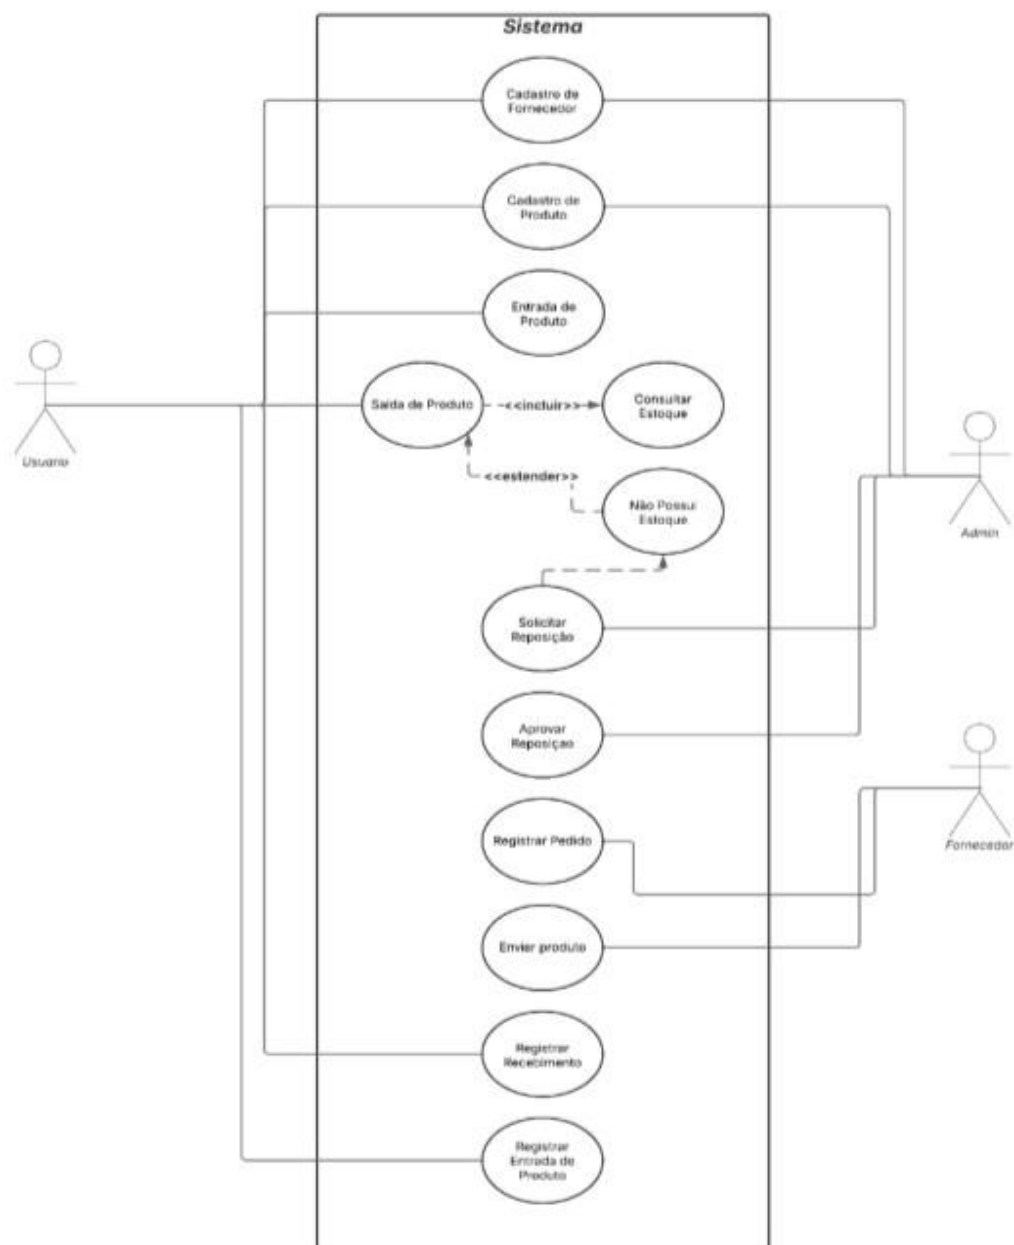 Sistema
Cadastro de
Fornecedor
Cadastro de
Produto
Entrada de
Produto
Saída de Produto
<<incluir>>
Consultar
Estoque
Usuario
<<estender>>
Não Possui
Estoque
Admin
Solicitar
Reposição
Aprovar
Reposiçao
Registrar Pedido
Fornecedor
Enviar produto
Registrar
Recebimento
Registrar
Entrada de
Produto